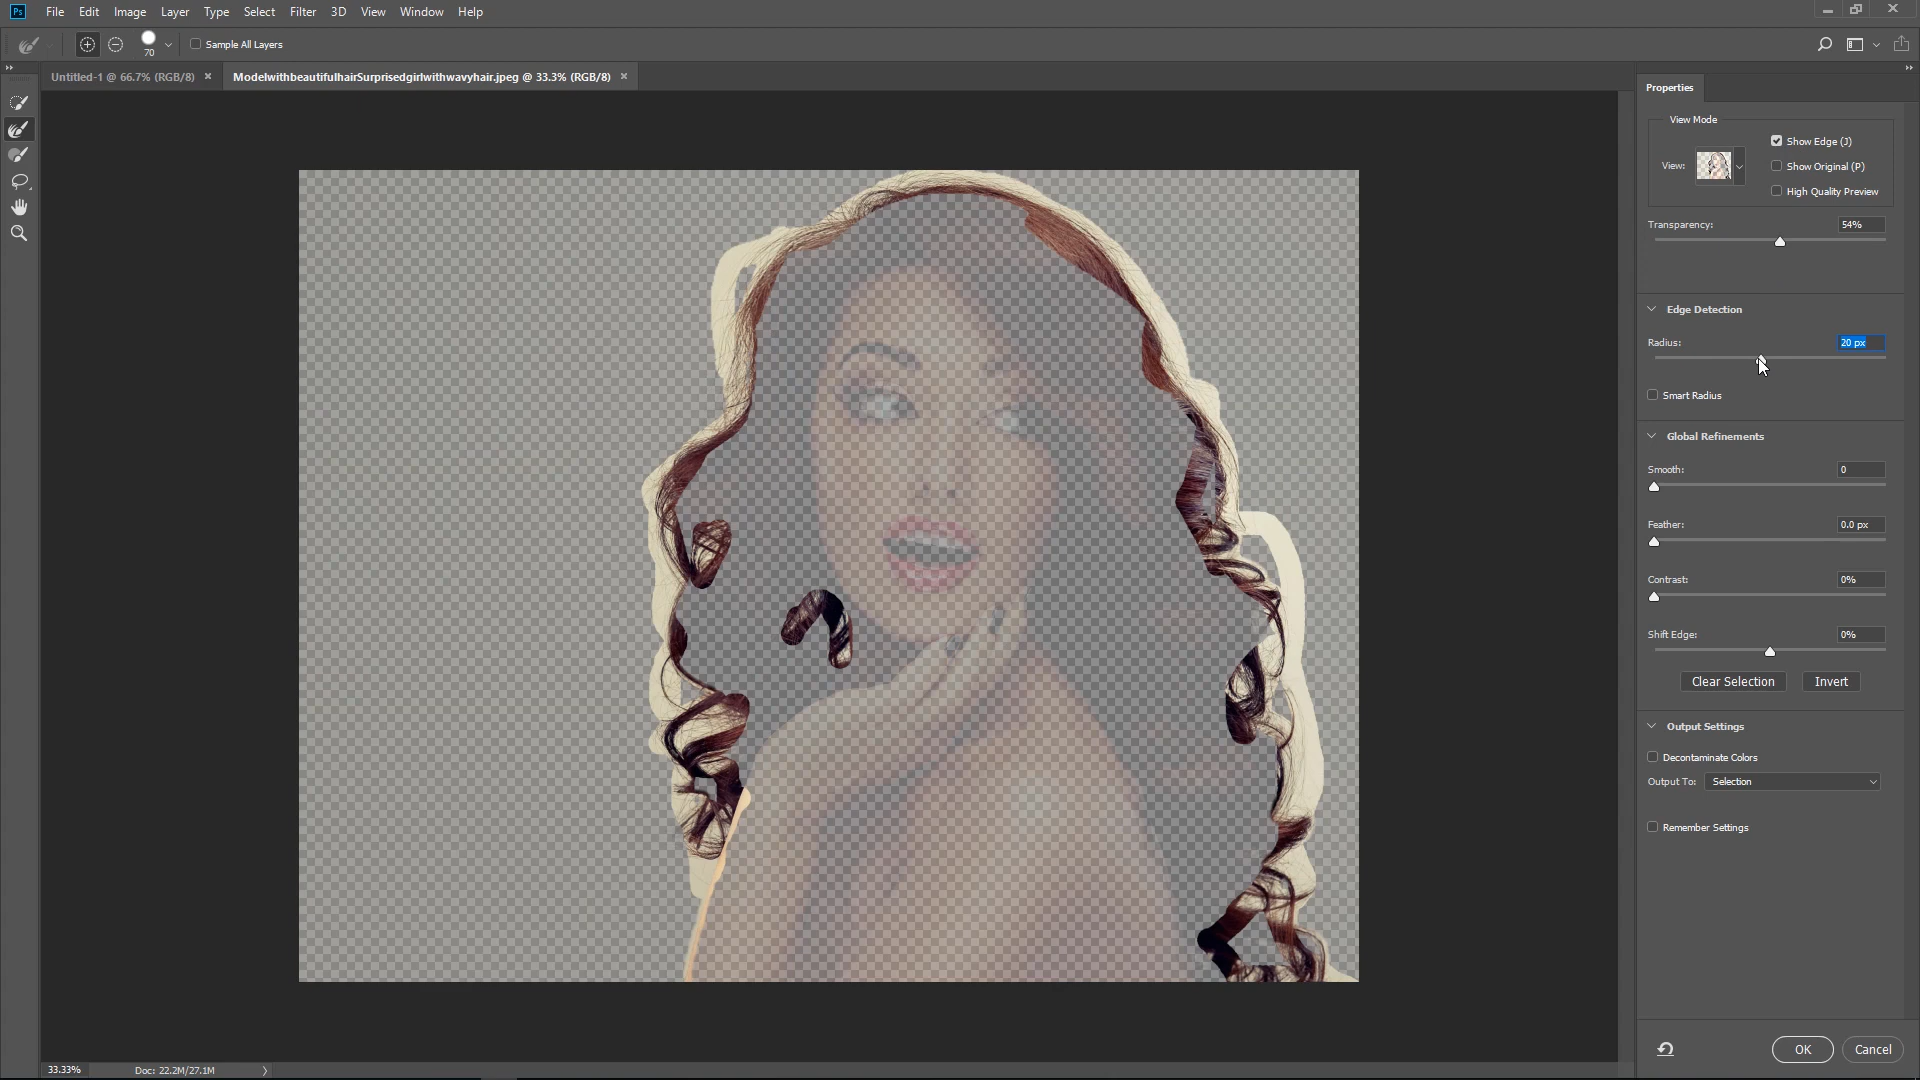 Ps File Edit Image Layer Type Select Filter 3D View Window Help
70 Sample All Layers
Untitled-1 @ 66.7% (RGB/8) × ModelwithbeautifulhairSurprisedgirlwithwavyhair.jpeg @ 33.3% (RGB/8) ×
Properties
View Mode
Show Edge (J)
View:
Show Original (P)
High Quality Preview
Transparency: 54%
Edge Detection
Radius: 20 px
Smart Radius
Global Refinements
Smooth: 0
Feather: 0.0 px
Contrast: 0%
Shift Edge: 0%
Clear Selection Invert
Output Settings
Decontaminate Colors
Output To: Selection
Remember Settings
OK Cancel
33.33% Doc: 22.2M/27.1M